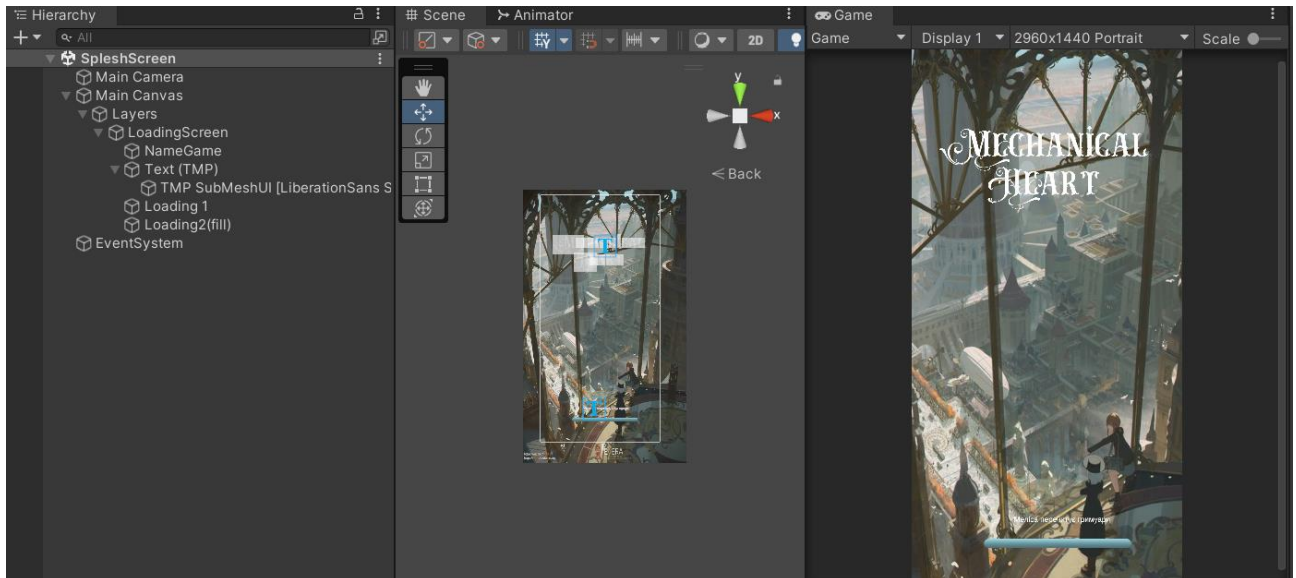 Hierarchy
All
SpleshScreen
Main Camera
Main Canvas
Layers
LoadingScreen
NameGame
Text (TMP)
TMP SubMeshUI [LiberationSans S
Loading 1
Loading2(fill)
EventSystem
# Scene
Animator
2D
y
x
Back
T
T
Game
Game
Display 1
2960x1440 Portrait
Scale
MECHANICAL
HEART